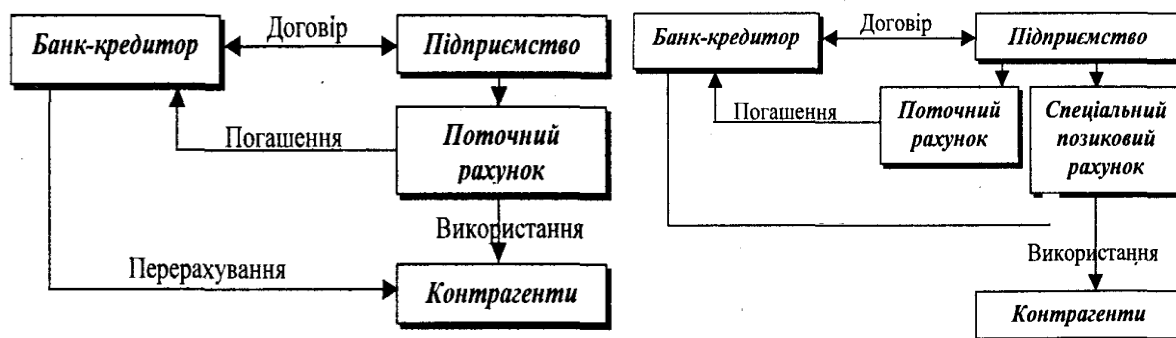 Банк-кредитор
Договір
Підприємство
Погашення
Поточний
рахунок
Використання
Перерахування
Контрагенти
Банк-кредитор
Договір
Підприємство
Погашення
Поточний
рахунок
Спеціальний
позиковий
рахунок
Використання
Контрагенти